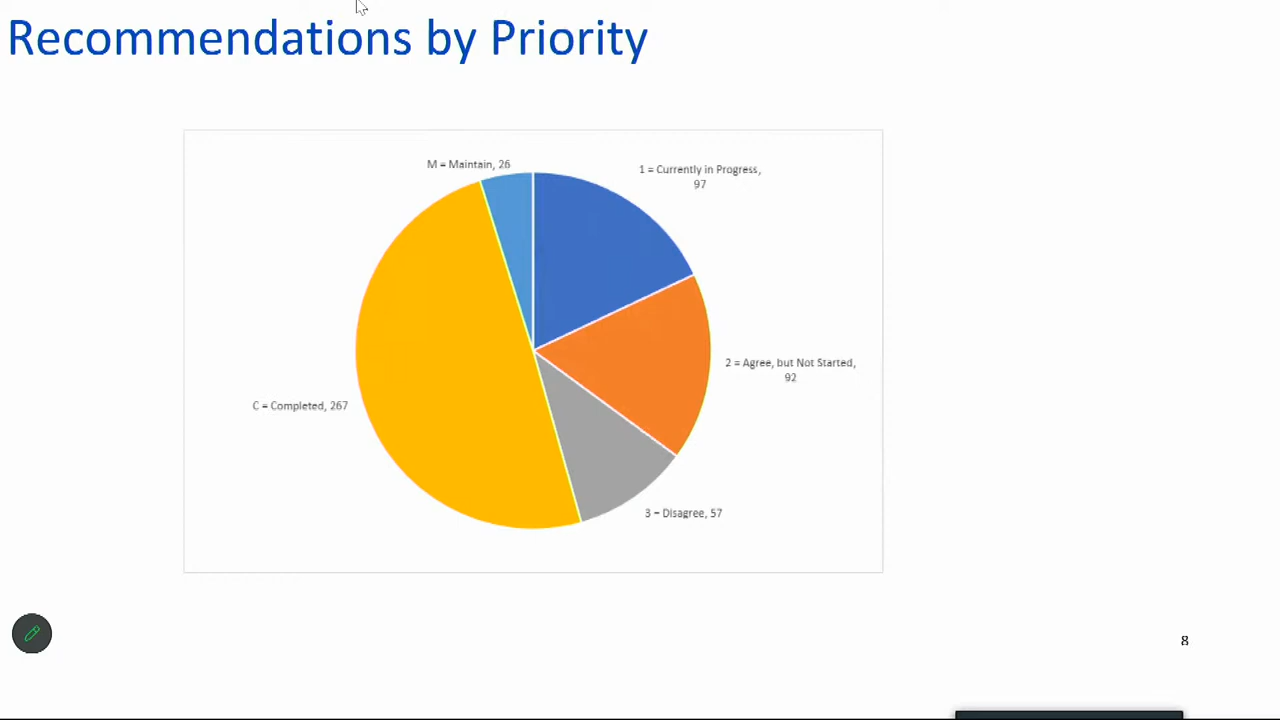 Recommendations by Priority
M = Maintain, 26
1 = Currently in Progress,
97
2 = Agree, but Not Started,
92
C = Completed, 267
3 = Disagree, 57
8